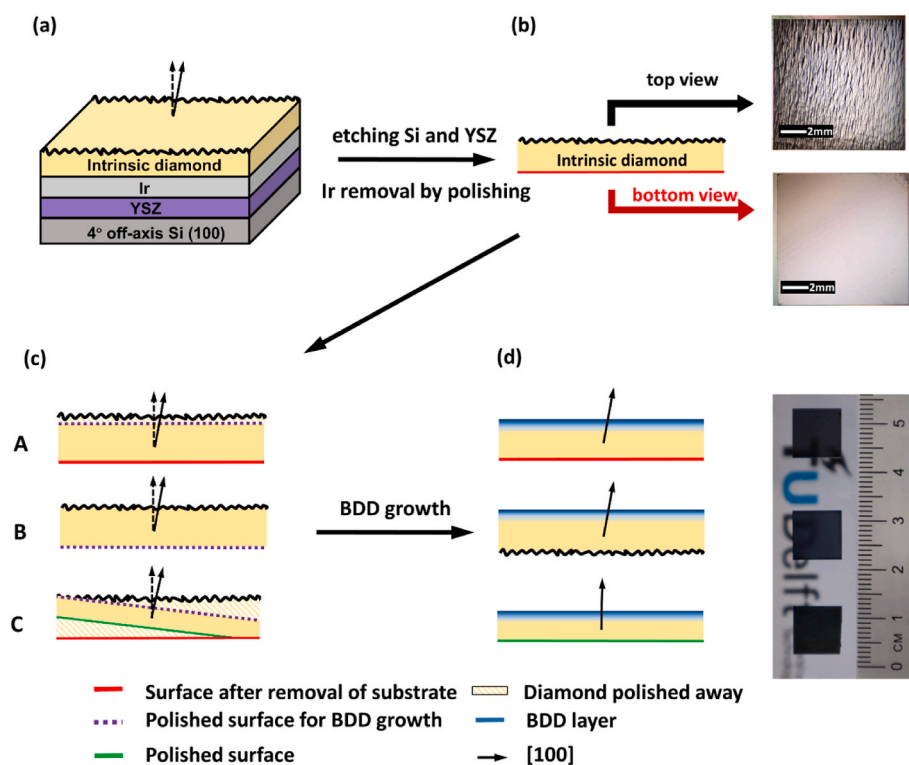 (a)
Intrinsic diamond
Ir
YSZ
4° off-axis Si (100)
etching Si and YSZ
Ir removal by polishing
(b)
Intrinsic diamond
top view
bottom view
2mm
2mm
(c)
A
B
C
BDD growth
(d)
TU
Delft
5
4
3
2
1
0 CM
Surface after removal of substrate
Polished surface for BDD growth
Polished surface
Diamond polished away
BDD layer
[100]